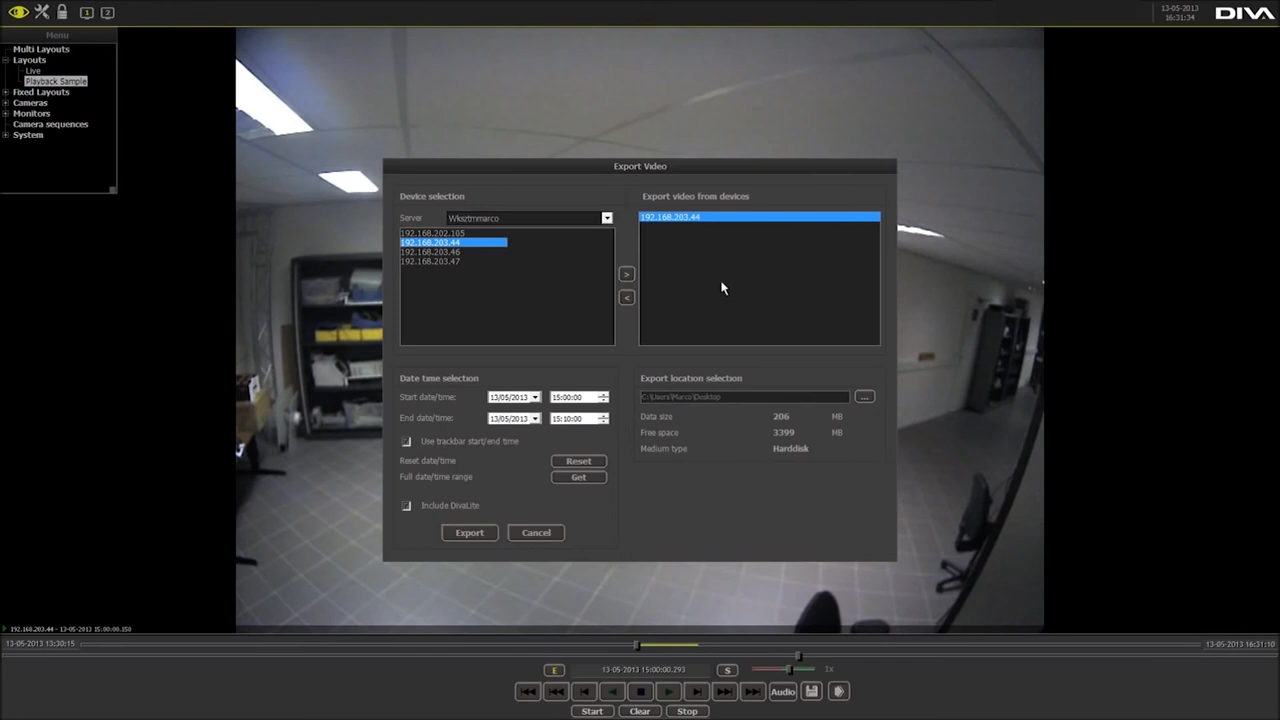 1 2
13-05-2013
16:31:34
DIVA
Menu
Multi Layouts
Layouts
Live
Playback Sample
Fixed Layouts
Cameras
Monitors
Camera sequences
System
Export Video
Device selection
Server Wksztmmarco
192.168.202.105
192.168.203.44
192.168.203.46
192.168.203.47
>
<
Export video from devices
192.168.203.44
Date time selection
Start date/time: 13/05/2013 15:00:00
End date/time: 13/05/2013 15:10:00
Use trackbar start/end time
Reset date/time Reset
Full date/time range Get
Include DivaLite
Export Cancel
Export location selection
C:\Users\Marco\Desktop ...
Data size 206 MB
Free space 3399 MB
Medium type Harddisk
192.168.203.44 - 13-05-2013 15:00:00.150
13-05-2013 13:30:15 13-05-2013 16:31:10
E 13-05-2013 15:00:00.293 S 1X
Audio
Start Clear Stop